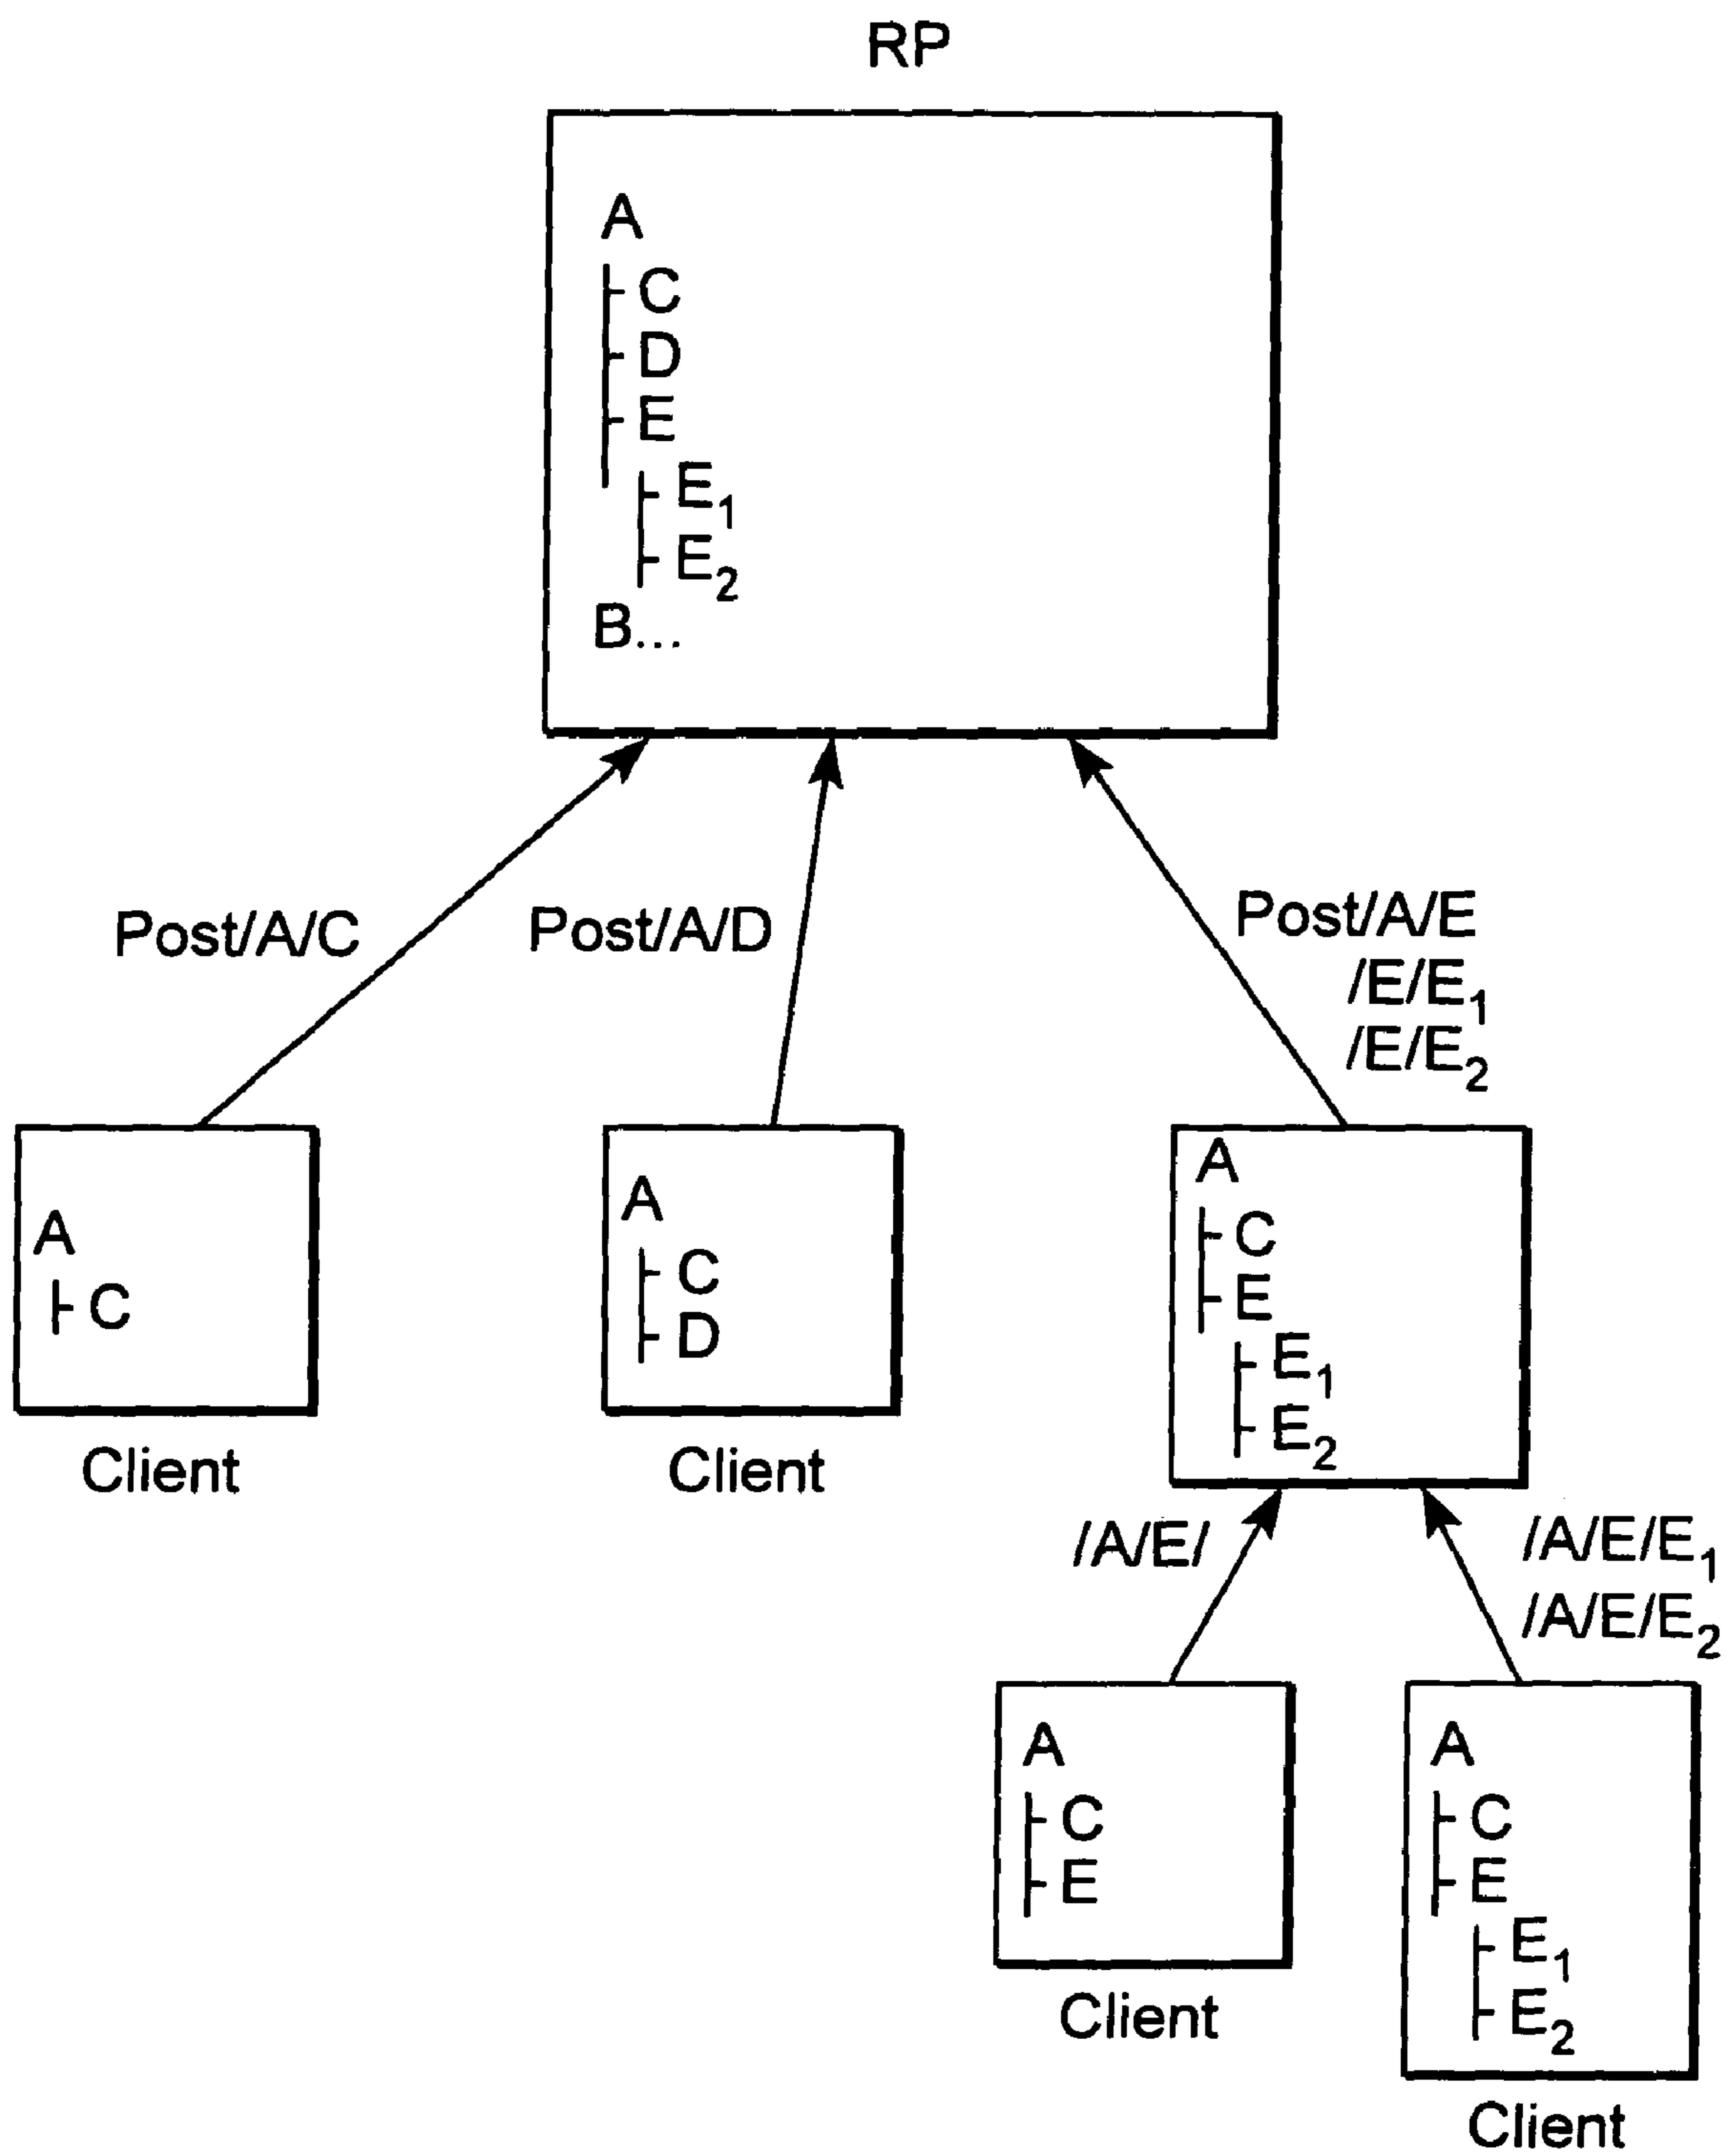 RP
A
C
D
E
E1
E2
B...
Post/A/C
Post/A/D
Post/A/E
/E/E1
/E/E2
A
C
Client
A
C
D
Client
A
C
E
E1
E2
/A/E/
/A/E/E1
/A/E/E2
A
C
E
Client
A
C
E
E1
E2
Client